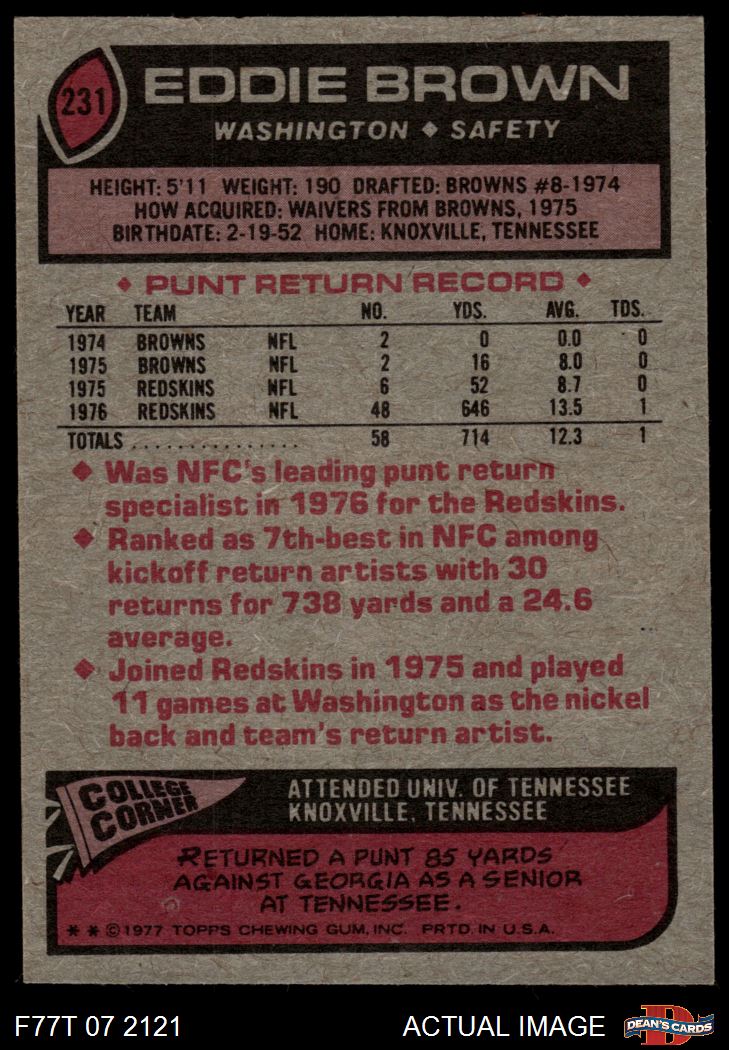 231
EDDIE BROWN
WASHINGTON ◆ SAFETY
HEIGHT: 5'11 WEIGHT: 190 DRAFTED: BROWNS #8-1974
HOW ACQUIRED: WAIVERS FROM BROWNS, 1975
BIRTHDATE: 2-19-52 HOME: KNOXVILLE, TENNESSEE
◆ PUNT RETURN RECORD ◆
YEAR TEAM NO. YDS. AVG. TDS.
1974 BROWNS NFL 2 0 0.0 0
1975 BROWNS NFL 2 16 8.0 0
1975 REDSKINS NFL 6 52 8.7 0
1976 REDSKINS NFL 48 646 13.5 1
TOTALS ................ 58 714 12.3 1
◆ Was NFC's leading punt return
specialist in 1976 for the Redskins.
◆ Ranked as 7th-best in NFC among
kickoff return artists with 30
returns for 738 yards and a 24.6
average.
◆ Joined Redskins in 1975 and played
11 games at Washington as the nickel
back and team's return artist.
COLLEGE
CORNER
ATTENDED UNIV. OF TENNESSEE
KNOXVILLE, TENNESSEE
RETURNED A PUNT 85 YARDS
AGAINST GEORGIA AS A SENIOR
AT TENNESSEE.
* * © 1977 TOPPS CHEWING GUM, INC. PRTD. IN U.S.A.
F77T 07 2121
ACTUAL IMAGE
D
DEAN'S CARDS